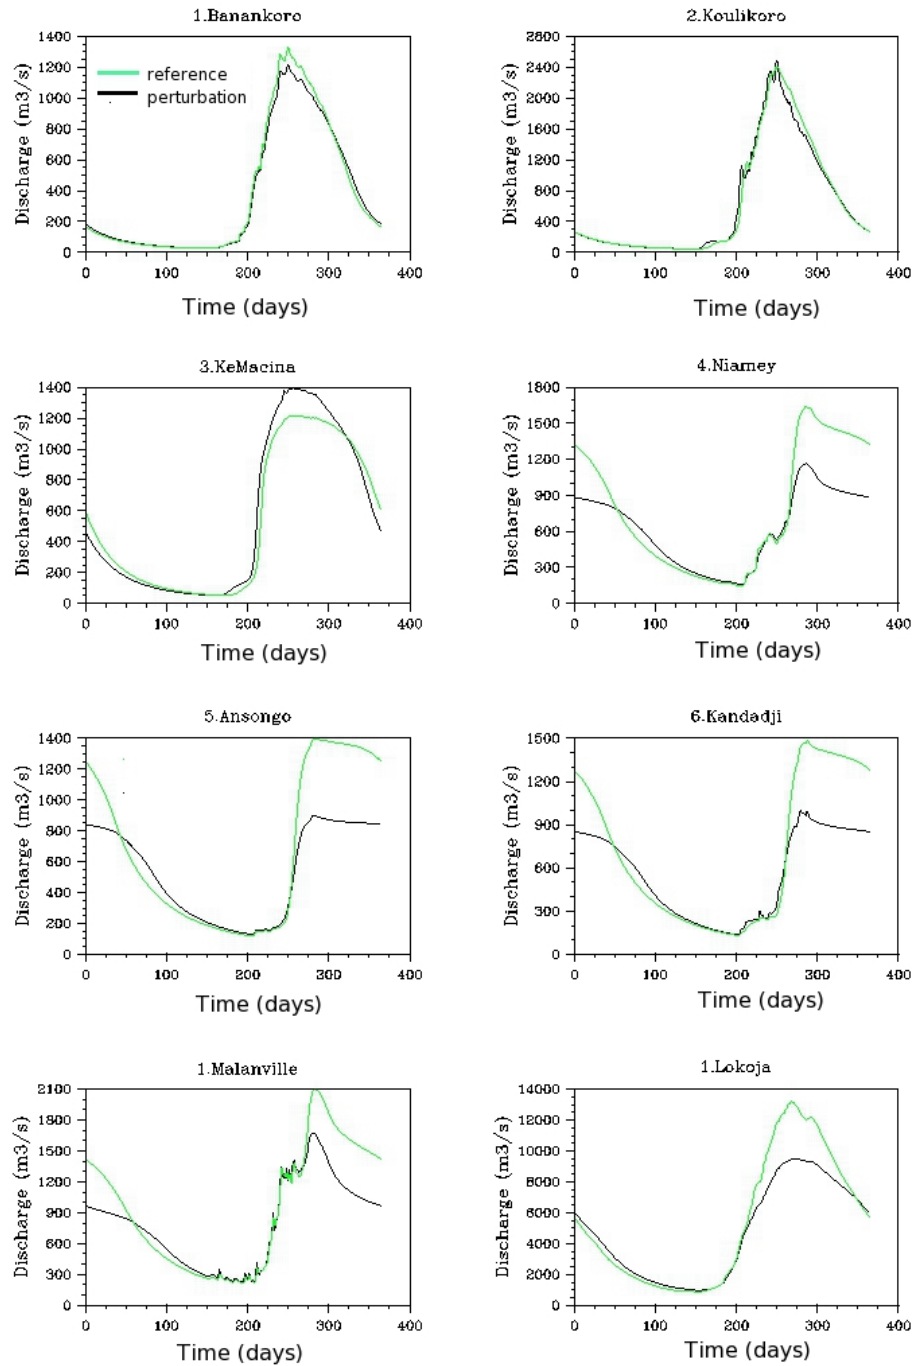 1.Banankoro
Discharge (m3/s)
1400
1200
1000
800
600
400
200
0
reference
perturbation
0 100 200 300 400
Time (days)
2.Koulikoro
Discharge (m3/s)
2800
2400
2000
1600
1200
800
400
0
0 100 200 300 400
Time (days)
3.KeMacina
Discharge (m3/s)
1400
1200
1000
800
600
400
200
0
0 100 200 300 400
Time (days)
4.Niamey
Discharge (m3/s)
1800
1500
1200
900
600
300
0
0 100 200 300 400
Time (days)
5.Ansongo
Discharge (m3/s)
1400
1200
1000
800
600
400
200
0
0 100 200 300 400
Time (days)
6.Kandadji
Discharge (m3/s)
1500
1200
900
600
300
0
0 100 200 300 400
Time (days)
1.Malanville
Discharge (m3/s)
2100
1800
1500
1200
900
600
300
0
0 100 200 300 400
Time (days)
1.Lokoja
Discharge (m3/s)
14000
12000
10000
8000
6000
4000
2000
0
0 100 200 300 400
Time (days)